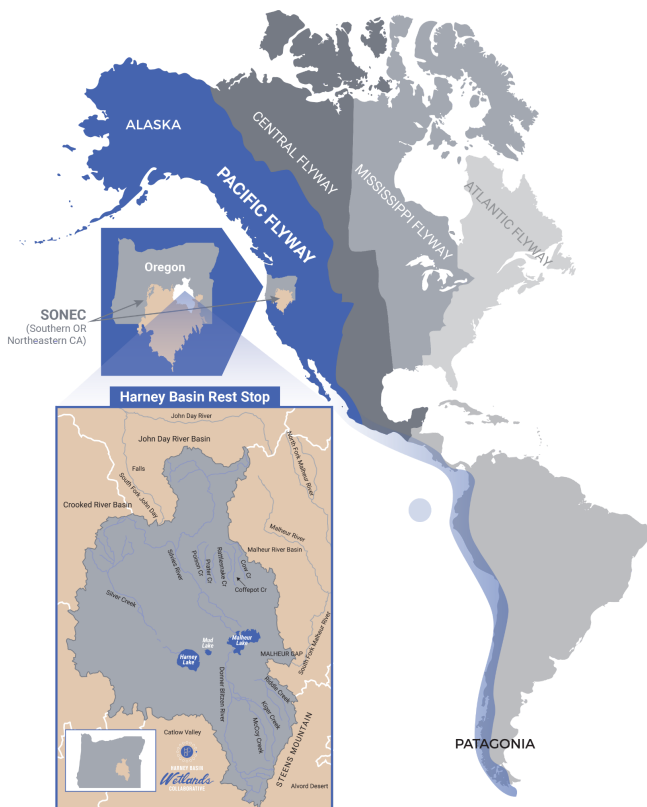 ALASKA
CENTRAL FLYWAY
PACIFIC FLYWAY
MISSISSIPPI FLYWAY
ATLANTIC FLYWAY
Oregon
SONEC
(Southern OR
Northeastern CA)
Harney Basin Rest Stop
John Day River
John Day River Basin
North Fork Malheur River
Falls
South Fork John Day
Crooked River Basin
Malheur River
Malheur River Basin
Silvies River
Poison Cr
Prater Cr
Rattlesnake Cr
Cow Cr
Coffepot Cr
Silver Creek
Mud
Lake
Malheur
Lake
Harney
Lake
MALHEUR GAP
South Fork Malheur River
Donner Blitzen River
Riddle Creek
Kiger Creek
McCoy Creek
STEENS MOUNTAIN
Catlow Valley
HARNEY BASIN
Wetlands
COLLABORATIVE
Alvord Desert
PATAGONIA